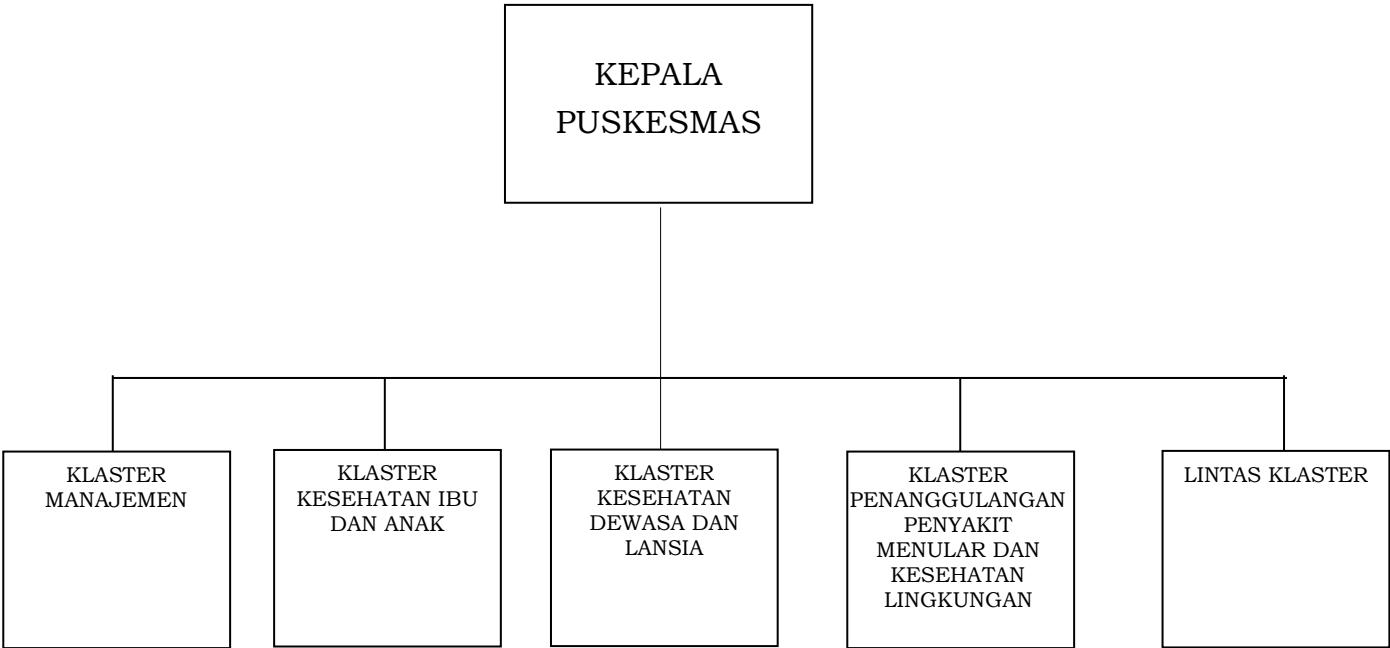 KEPALA
PUSKESMAS
KLASTER
MANAJEMEN
KLASTER
KESEHATAN IBU
DAN ANAK
KLASTER
KESEHATAN
DEWASA DAN
LANSIA
KLASTER
PENANGGULANGAN
PENYAKIT
MENULAR DAN
KESEHATAN
LINGKUNGAN
LINTAS KLASTER